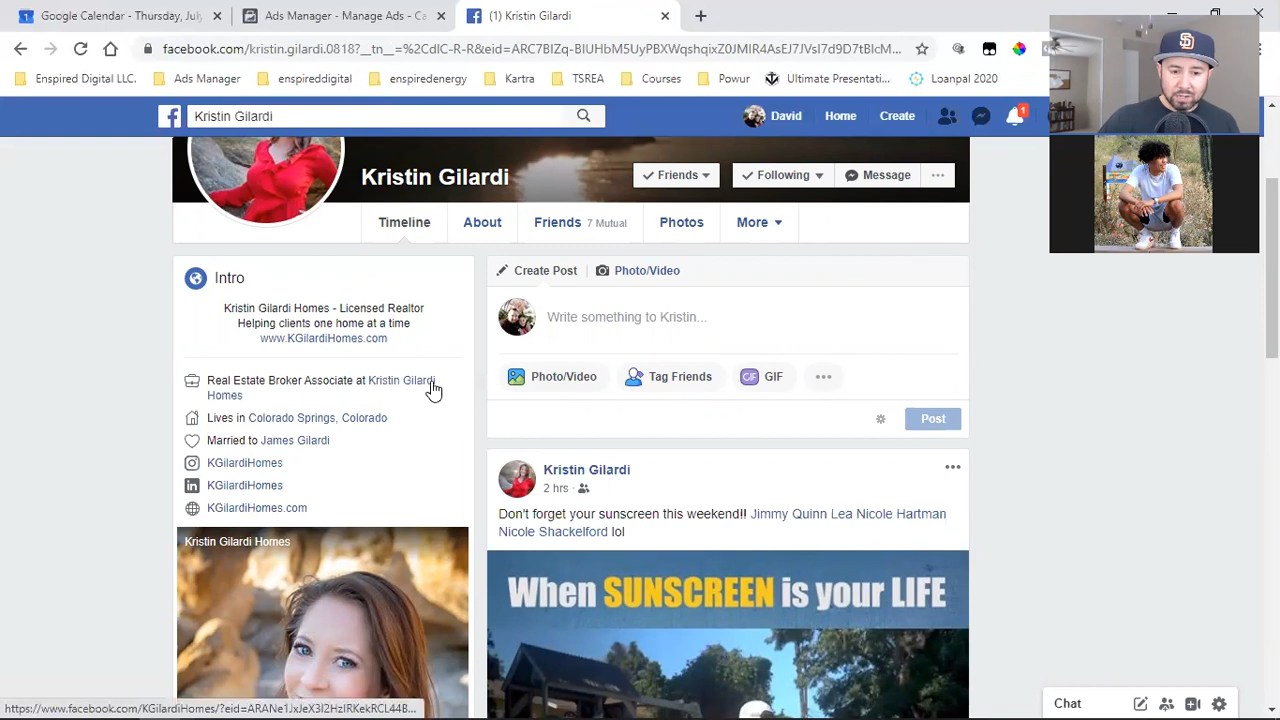 Google Calendar - Thursday, July
Ads Manager - Manage Ads - Ca
(1) Kristin Gilardi
facebook.com/kristin.gilardi.0818?__tn__=%2CdlC-R-R&eid=ARC7BIZq-BIUHbM5UyPBXWqshqixZ0JMIR4AsEJ7JVsI7d9D7tBlcM...
Enspired Digital LLC.
Ads Manager
enspireddigital
enspiredenergy
Kartra
TSREA
Courses
Powur
Ultimate Presentati...
Loanpal 2020
Kristin Gilardi
David
Home
Create
1
Kristin Gilardi
Friends
Following
Message
Timeline
About
Friends 7 Mutual
Photos
More
Intro
Kristin Gilardi Homes - Licensed Realtor
Helping clients one home at a time
www.KGilardiHomes.com
Real Estate Broker Associate at Kristin Gilardi
Homes
Lives in Colorado Springs, Colorado
Married to James Gilardi
KGilardiHomes
KGilardiHomes
KGilardiHomes.com
Kristin Gilardi Homes
Create Post
Photo/Video
Write something to Kristin...
Photo/Video
Tag Friends
GIF
GIF
Post
Kristin Gilardi
2 hrs ·
Don't forget your sunscreen this weekend!! Jimmy Quinn Lea Nicole Hartman
Nicole Shackelford lol
When SUNSCREEN is your LIFE
https://www.facebook.com/KGilardiHomes/?eid=ARANe1JxJeX3I2HzIRKekRCL44B...
Chat